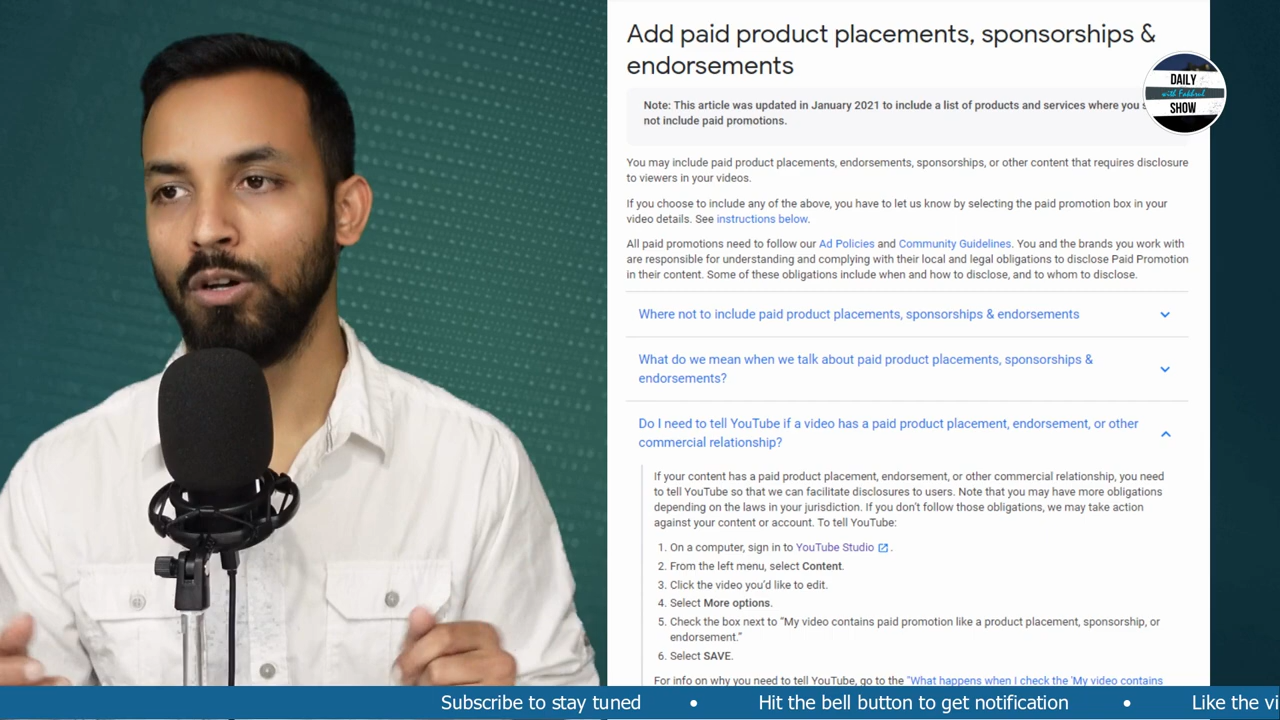 Add paid product placements, sponsorships &
endorsements
Note: This article was updated in January 2021 to include a list of products and services where you s
not include paid promotions.
DAILY
with Fakhrul
SHOW
You may include paid product placements, endorsements, sponsorships, or other content that requires disclosure
to viewers in your videos.
If you choose to include any of the above, you have to let us know by selecting the paid promotion box in your
video details. See instructions below.
All paid promotions need to follow our Ad Policies and Community Guidelines. You and the brands you work with
are responsible for understanding and complying with their local and legal obligations to disclose Paid Promotion
in their content. Some of these obligations include when and how to disclose, and to whom to disclose.
Where not to include paid product placements, sponsorships & endorsements
What do we mean when we talk about paid product placements, sponsorships &
endorsements?
Do I need to tell YouTube if a video has a paid product placement, endorsement, or other
commercial relationship?
If your content has a paid product placement, endorsement, or other commercial relationship, you need
to tell YouTube so that we can facilitate disclosures to users. Note that you may have more obligations
depending on the laws in your jurisdiction. If you don't follow those obligations, we may take action
against your content or account. To tell YouTube:
1. On a computer, sign in to YouTube Studio.
2. From the left menu, select Content.
3. Click the video you'd like to edit.
4. Select More options.
5. Check the box next to "My video contains paid promotion like a product placement, sponsorship, or
endorsement."
6. Select SAVE.
For info on why you need to tell YouTube, go to the "What happens when I check the 'My video contains
Subscribe to stay tuned • Hit the bell button to get notification • Like the vi